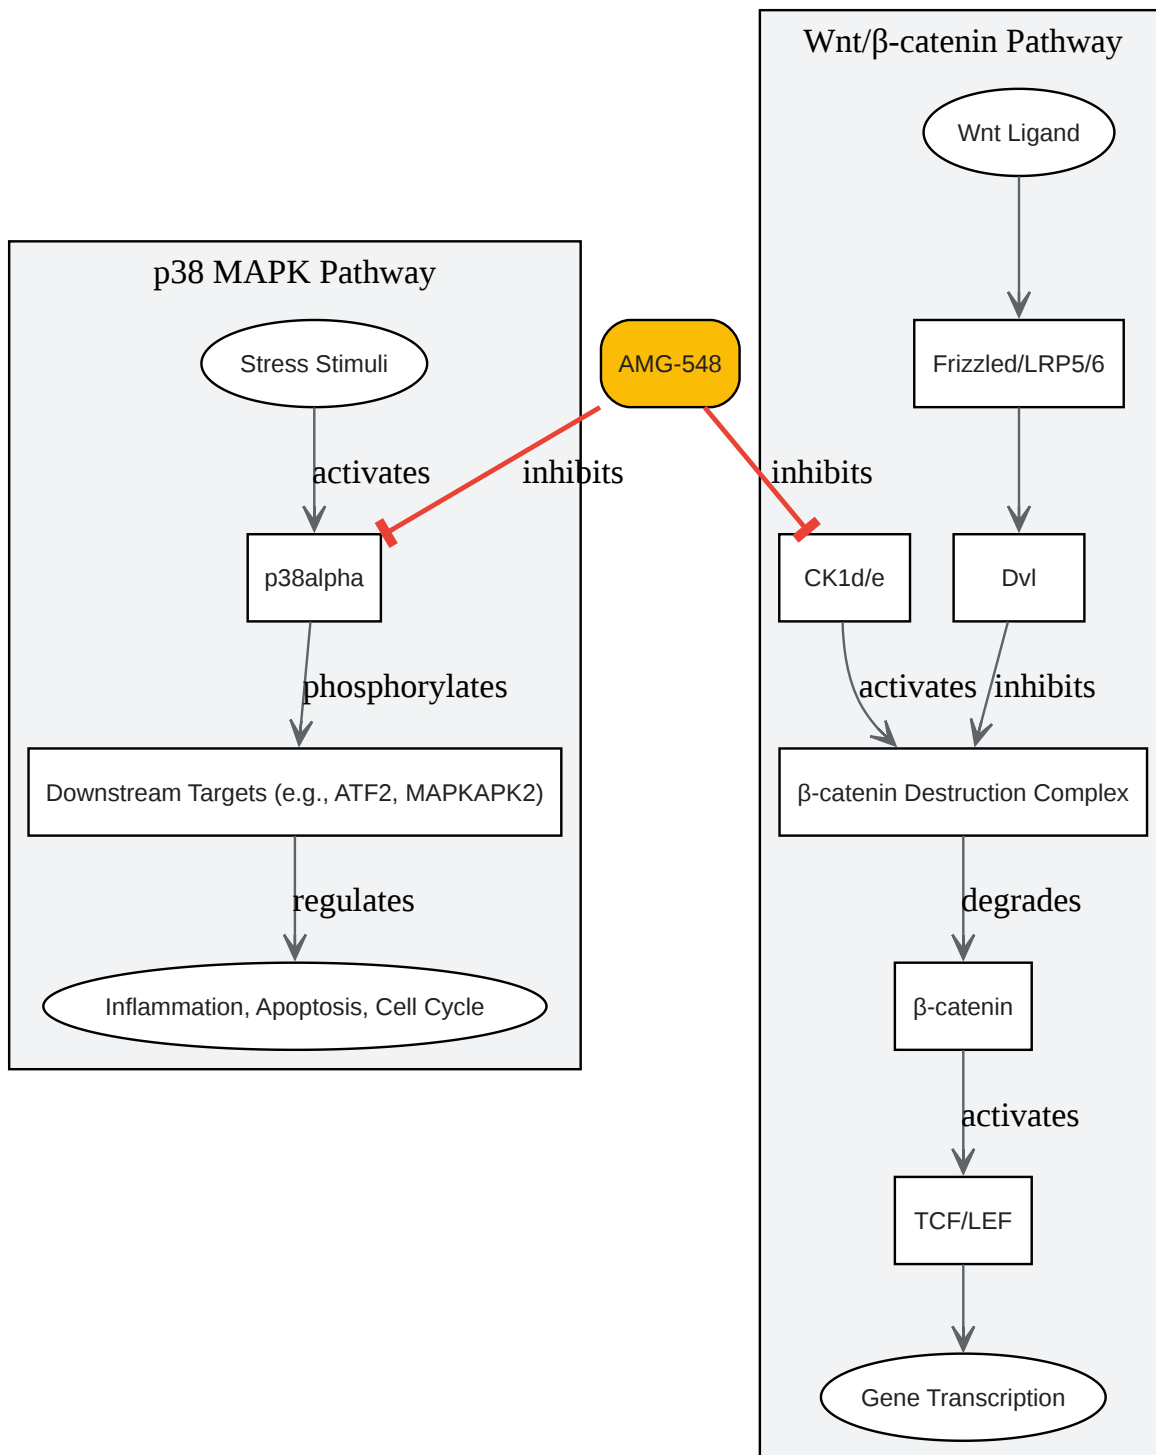 Wnt/β-catenin Pathway
Wnt Ligand
p38 MAPK Pathway
Stress Stimuli
AMG-548
Frizzled/LRP5/6
activates
inhibits
inhibits
p38alpha
CK1d/e
Dvl
phosphorylates
activates
inhibits
Downstream Targets (e.g., ATF2, MAPKAPK2)
β-catenin Destruction Complex
regulates
degrades
Inflammation, Apoptosis, Cell Cycle
β-catenin
activates
TCF/LEF
Gene Transcription